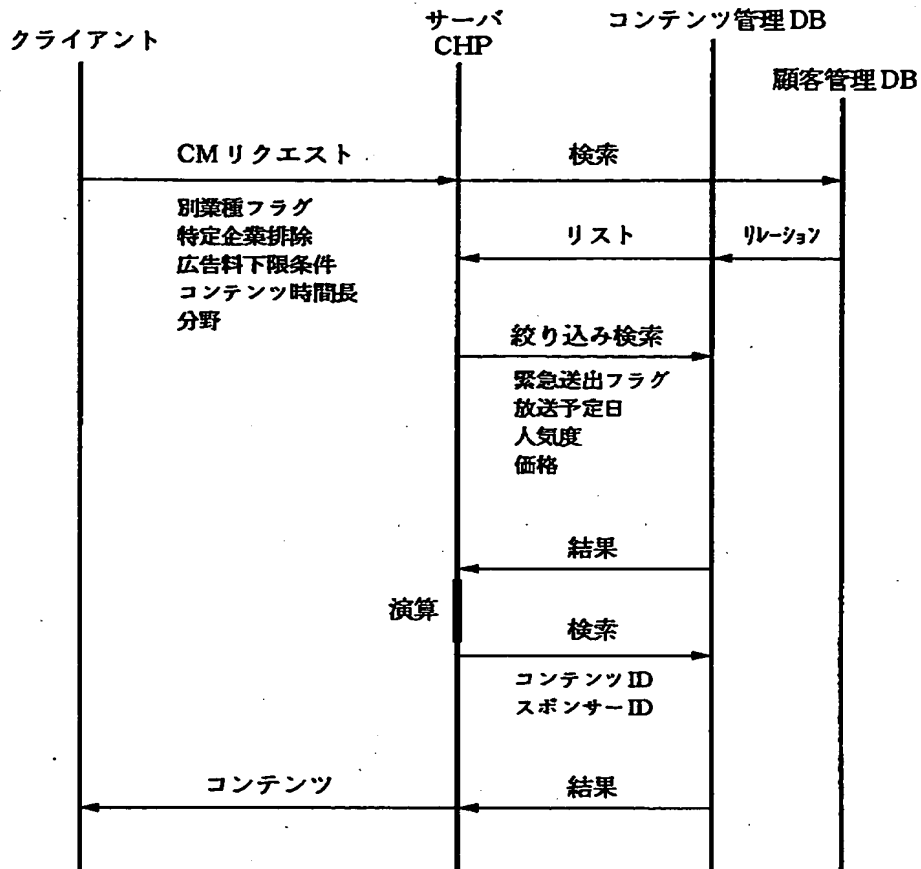 クライアント
サーバ
CHP
コンテンツ管理DB
顧客管理DB
CMリクエスト
検索
別業種フラグ
特定企業排除
広告料下限条件
コンテンツ時間長
分野
リスト
リレーション
絞り込み検索
緊急送出フラグ
放送予定日
人気度
価格
結果
演算
検索
コンテンツID
スポンサーID
コンテンツ
結果